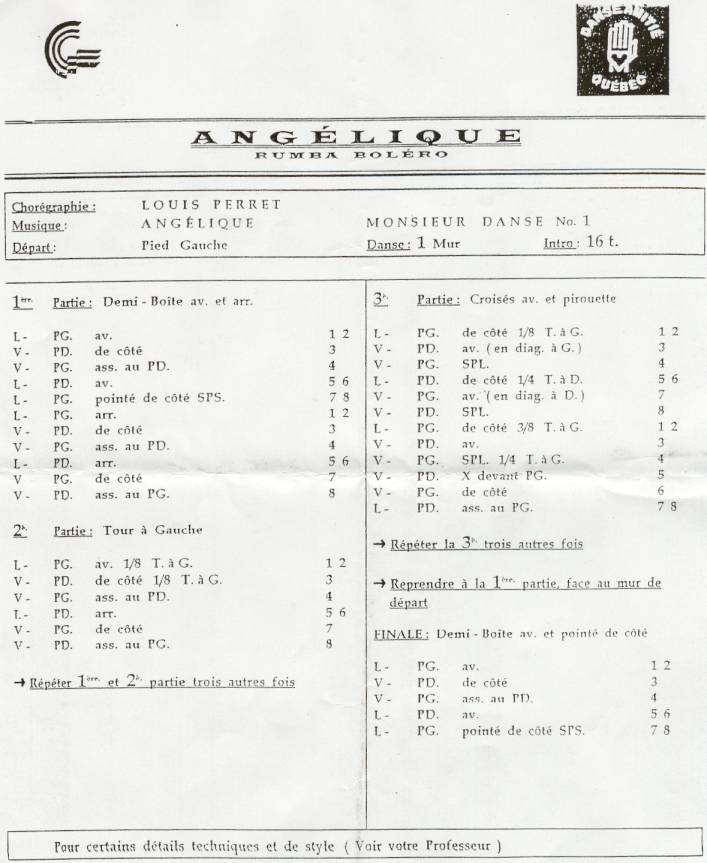 DANSE AMITIÉ
QUÉBEC
ANGÉLIQUE
RUMBA BOLÉRO
Chorégraphie : LOUIS PERRET
Musique : ANGÉLIQUE MONSIEUR DANSE No. 1
Départ : Pied Gauche Danse : 1 Mur Intro : 16 t.
1ère. Partie : Demi - Boîte av. et arr.
L - PG. av. 1 2
V - PD. de côté 3
V - PG. ass. au PD. 4
L - PD. av. 5 6
L - PG. pointé de côté SPS. 7 8
L - PG. arr. 1 2
V - PD. de côté 3
V - PG. ass. au PD. 4
L - PD. arr. 5 6
V PG. de côté 7
V - PD. ass. au PG. 8
2e. Partie : Tour à Gauche
L - PG. av. 1/8 T. à G. 1 2
V - PD. de côté 1/8 T. à G. 3
V - PG. ass. au PD. 4
L - PD. arr. 5 6
V - PG. de côté 7
V - PD. ass. au PG. 8
→ Répéter 1ère. et 2e. partie trois autres fois
3e. Partie : Croisés av. et pirouette
L - PG. de côté 1/8 T. à G. 1 2
V - PD. av. ( en diag. à G. ) 3
V - PG. SPL. 4
L - PD. de côté 1/4 T. à D. 5 6
V - PG. av. ( en diag. à D. ) 7
V - PD. SPL. 8
L - PG. de côté 3/8 T. à G. 1 2
V - PD. av. 3
V - PG. SPL. 1/4 T. à G. 4
V - PD. X devant PG. 5
V - PG. de côté 6
L - PD. ass. au PG. 7 8
→ Répéter la 3e. trois autres fois
→ Reprendre à la 1ère. partie, face au mur de
départ
FINALE : Demi - Boîte av. et pointé de côté
L - PG. av. 1 2
V - PD. de côté 3
V - PG. ass. au PD. 4
L - PD. av. 5 6
L - PG. pointé de côté SPS. 7 8
Pour certains détails techniques et de style ( Voir votre Professeur )